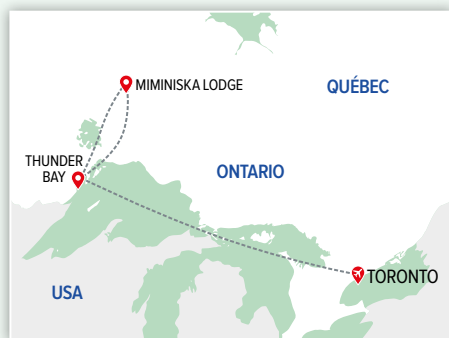 MIMINISKA LODGE
QUÉBEC
THUNDER
BAY
ONTARIO
TORONTO
USA